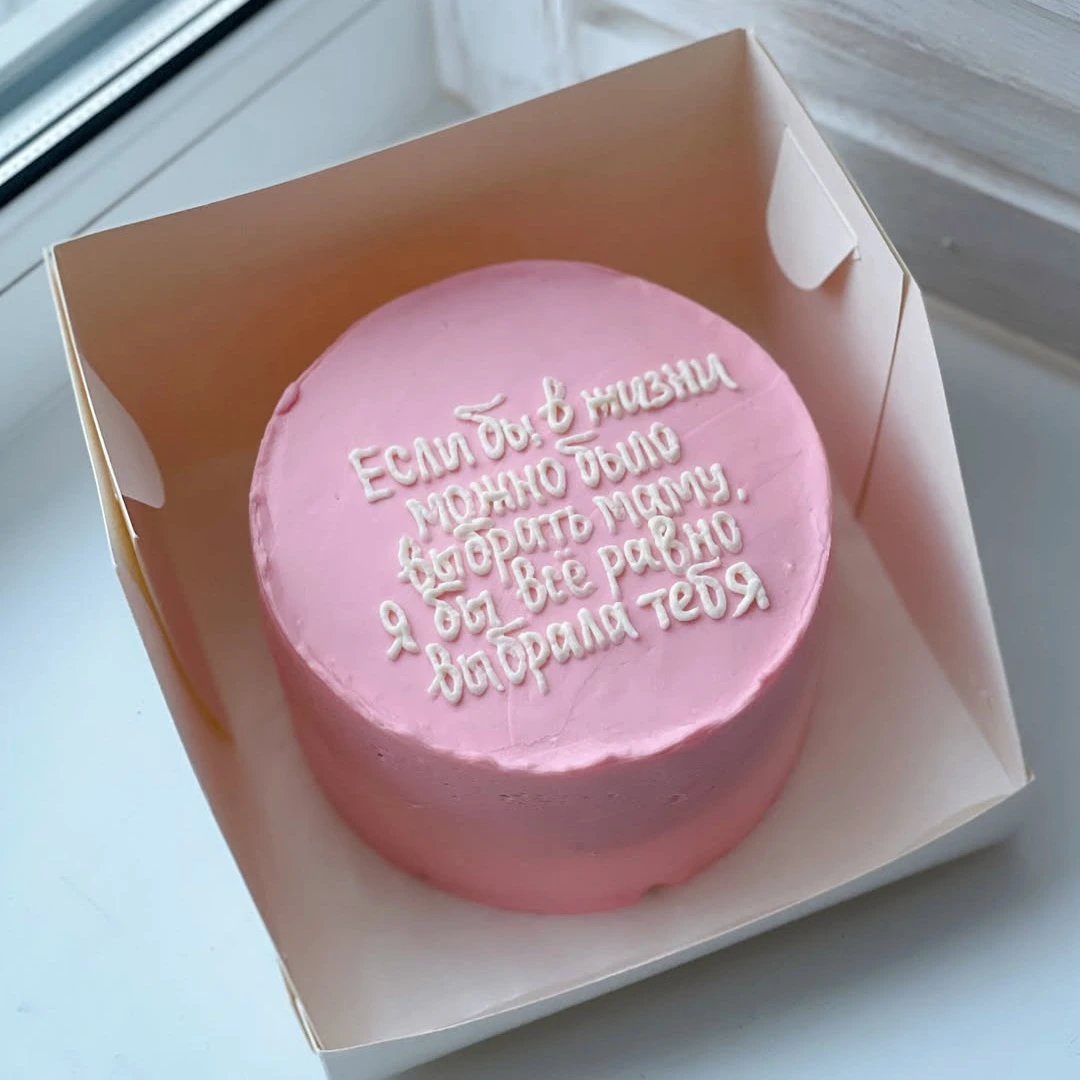 Если бы в жизни
можно было
выбрать маму,
я бы всё равно
выбрала тебя